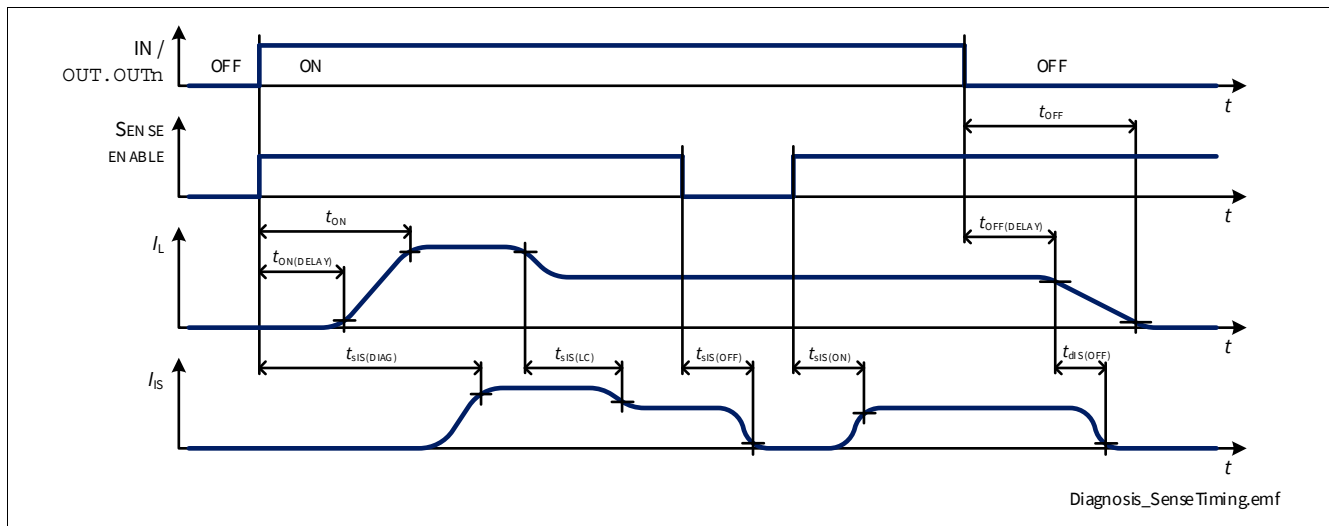 IN /
OUT.OUTn
OFF
ON
OFF
t
tOFF
SENSE
ENABLE
t
tON
tOFF(DELAY)
IL
tON(DELAY)
t
tsIS(DIAG)
tsIS(LC)
tsIS(OFF)
tsIS(ON)
tdIS(OFF)
IIS
t
Diagnosis_SenseTiming.emf